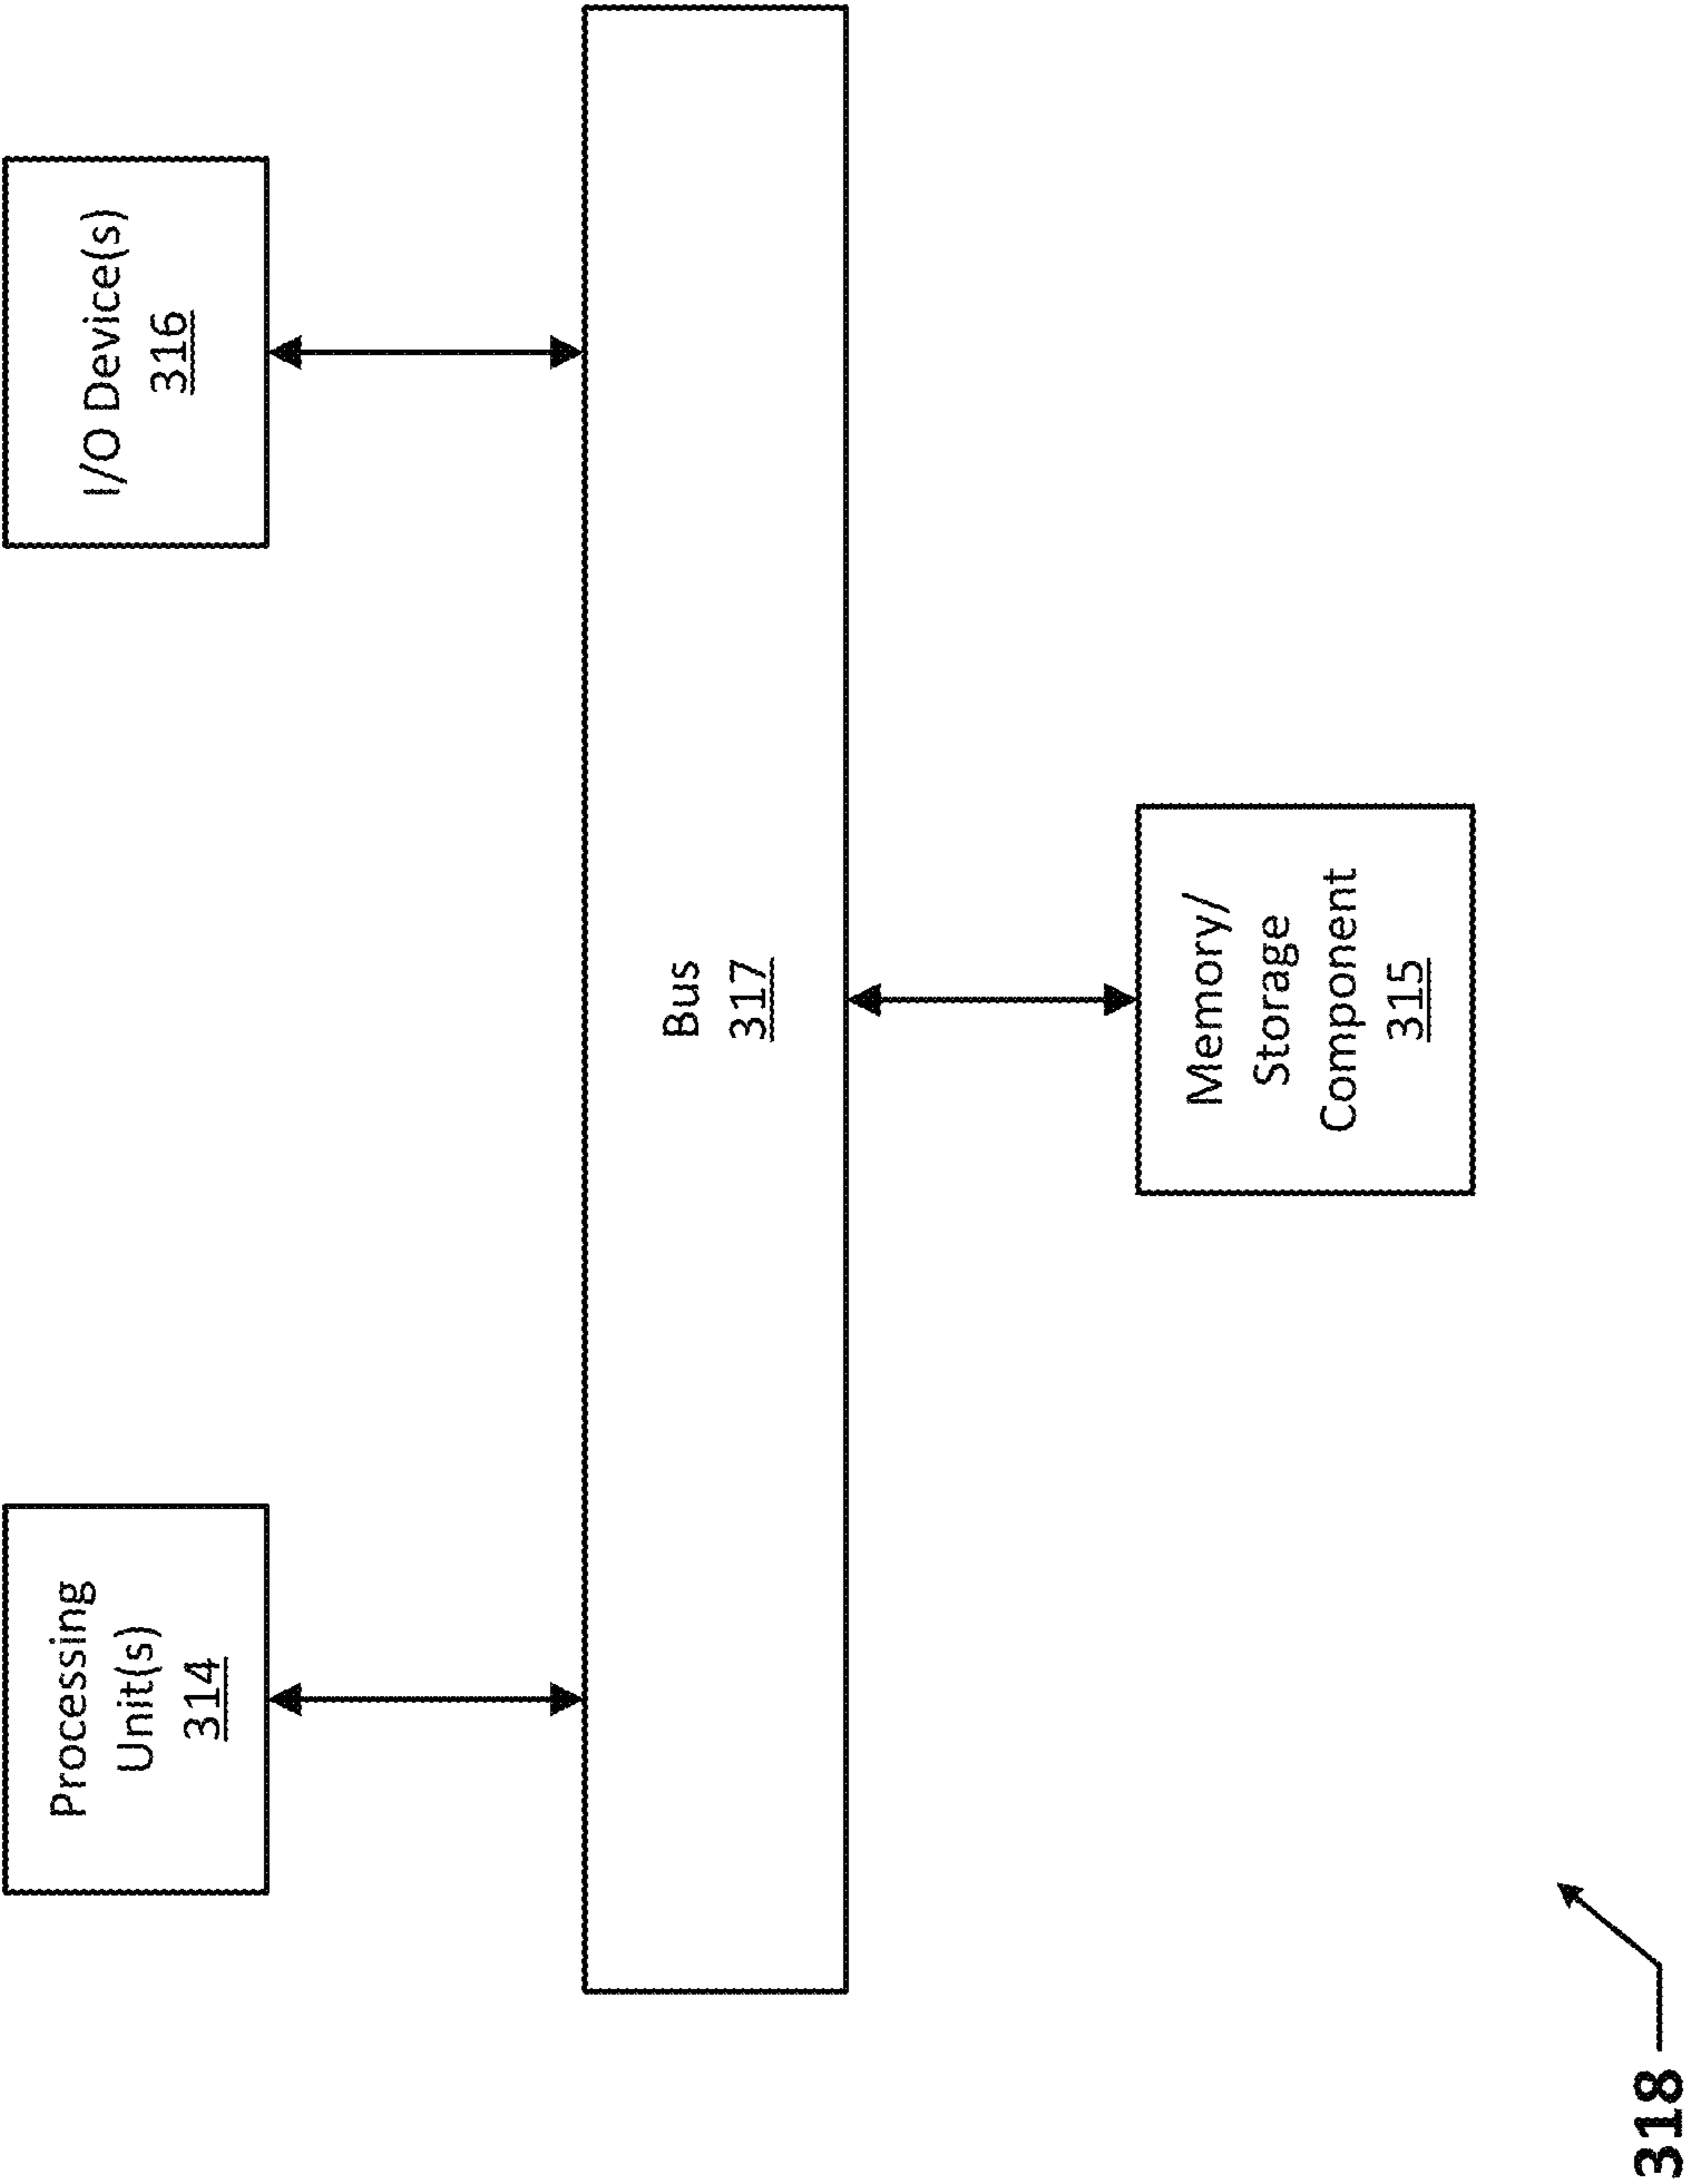 Processing
Unit(s)
314
I/O Device(s)
316
Bus
317
Memory/
Storage
Component
315
318